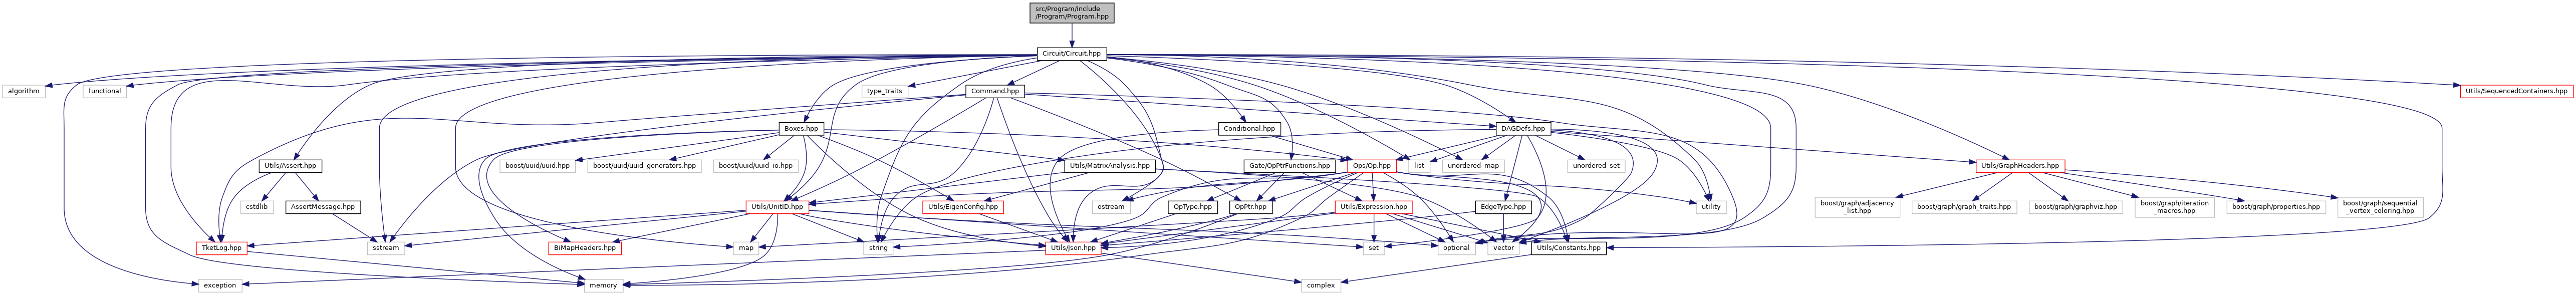 src/Program/include
/Program/Program.hpp
Circuit/Circuit.hpp
algorithm
functional
type_traits
Command.hpp
Utils/SequencedContainers.hpp
Boxes.hpp
Conditional.hpp
DAGDefs.hpp
Utils/Assert.hpp
boost/uuid/uuid.hpp
boost/uuid/uuid_generators.hpp
boost/uuid/uuid_io.hpp
Utils/MatrixAnalysis.hpp
Gate/OpPtrFunctions.hpp
Ops/Op.hpp
list
unordered_map
unordered_set
Utils/GraphHeaders.hpp
cstdlib
AssertMessage.hpp
Utils/UnitID.hpp
Utils/EigenConfig.hpp
ostream
OpType.hpp
OpPtr.hpp
Utils/Expression.hpp
EdgeType.hpp
utility
boost/graph/adjacency
_list.hpp
boost/graph/graph_traits.hpp
boost/graph/graphviz.hpp
boost/graph/iteration
_macros.hpp
boost/graph/properties.hpp
boost/graph/sequential
_vertex_coloring.hpp
TketLog.hpp
sstream
BiMapHeaders.hpp
map
string
Utils/Json.hpp
set
optional
vector
Utils/Constants.hpp
exception
memory
complex